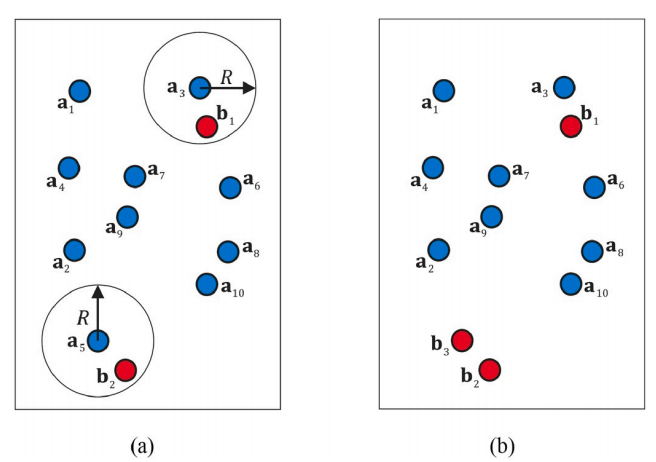 a₃ R
b₁
a₁
a₄
a₇
a₆
a₉
a₂
a₈
a₁₀
R
a₅
b₂
(a)
a₃
a₁
b₁
a₄
a₇
a₆
a₉
a₂
a₈
a₁₀
b₃
b₂
(b)